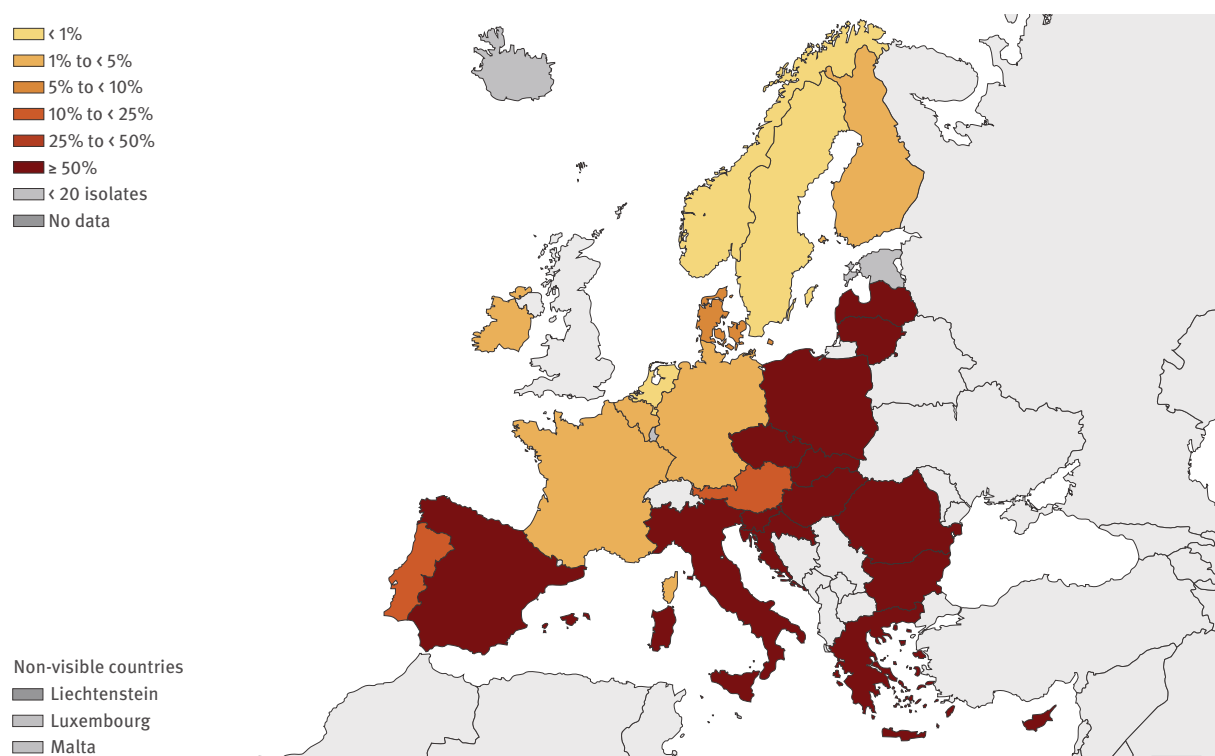 < 1%
1% to < 5%
5% to < 10%
10% to < 25%
25% to < 50%
≥ 50%
< 20 isolates
No data
Non-visible countries
Liechtenstein
Luxembourg
Malta